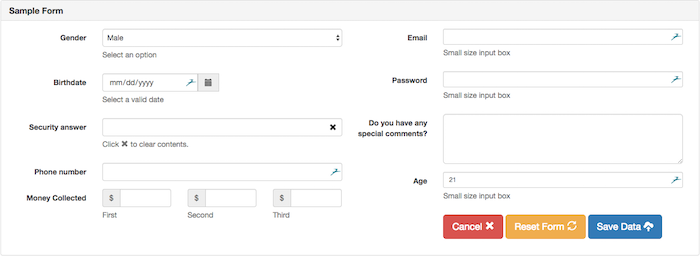 Sample Form
Gender
Male
Select an option
Birthdate
mm/dd/yyyy
Select a valid date
Security answer
Click ✖ to clear contents.
Phone number
Money Collected
$
$
$
First
Second
Third
Email
Small size input box
Password
Small size input box
Do you have any
special comments?
Age
21
Small size input box
Cancel
Reset Form
Save Data